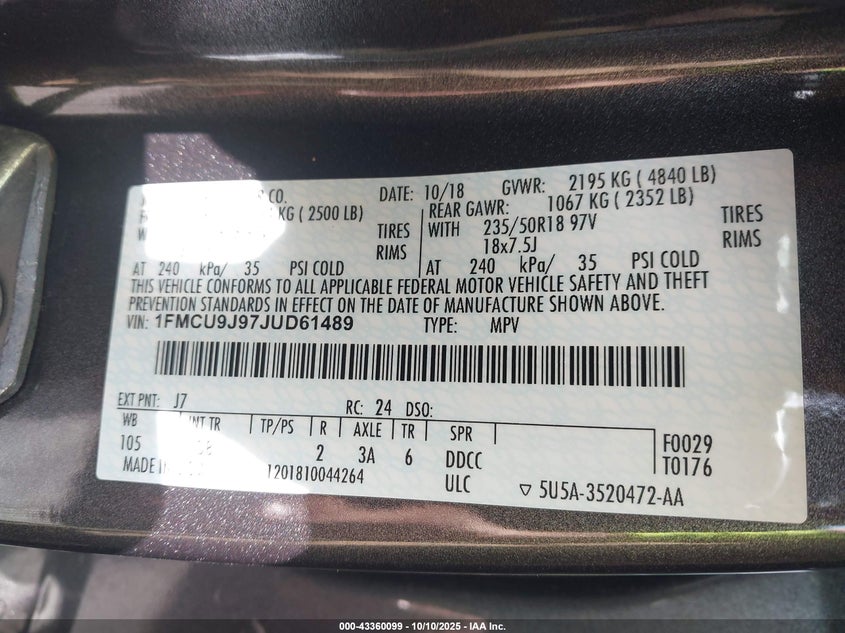 CO. DATE: 10/18 GVWR: 2195 KG ( 4840 LB)
KG ( 2500 LB) REAR GAWR: 1067 KG ( 2352 LB)
TIRES WITH 235/50R18 97V TIRES
RIMS 18x7.5J RIMS
AT 240 kPa/ 35 PSI COLD AT 240 kPa/ 35 PSI COLD
THIS VEHICLE CONFORMS TO ALL APPLICABLE FEDERAL MOTOR VEHICLE SAFETY AND THEFT
PREVENTION STANDARDS IN EFFECT ON THE DATE OF MANUFACTURE SHOWN ABOVE.
VIN: 1FMCU9J97JUD61489 TYPE: MPV
EXT PNT: J7 RC: 24 DSO:
WB INT TR TP/PS R AXLE TR SPR F0029
105 2 3A 6 DDCC T0176
MADE IN 1201810044264 ULC ▽ 5U5A-3520472-AA
000-43360099 - 10/10/2025 - IAA Inc.